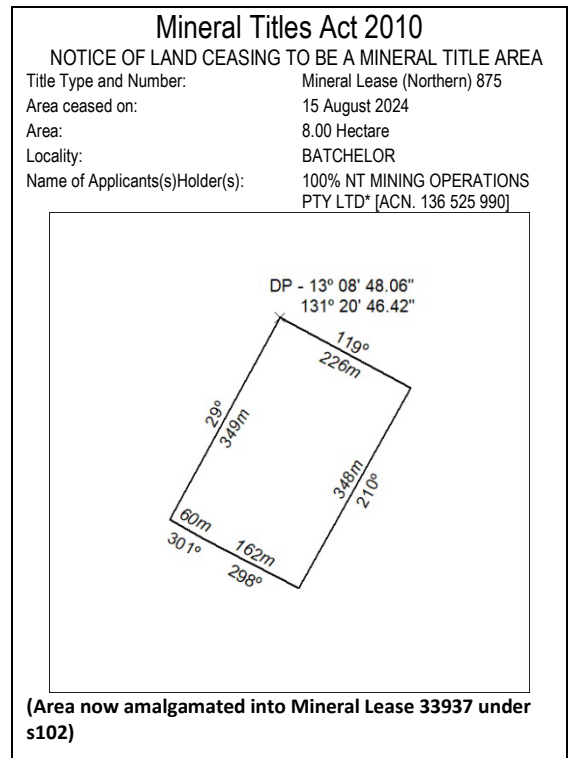 Mineral Titles Act 2010
NOTICE OF LAND CEASING TO BE A MINERAL TITLE AREA
Title Type and Number: Mineral Lease (Northern) 875
Area ceased on: 15 August 2024
Area: 8.00 Hectare
Locality: BATCHELOR
Name of Applicants(s)Holder(s): 100% NT MINING OPERATIONS
PTY LTD* [ACN. 136 525 990]
DP - 13º 08' 48.06"
131º 20' 46.42"
119º
226m
29º
349m
348m
210º
60m
301º
162m
298º
(Area now amalgamated into Mineral Lease 33937 under
s102)